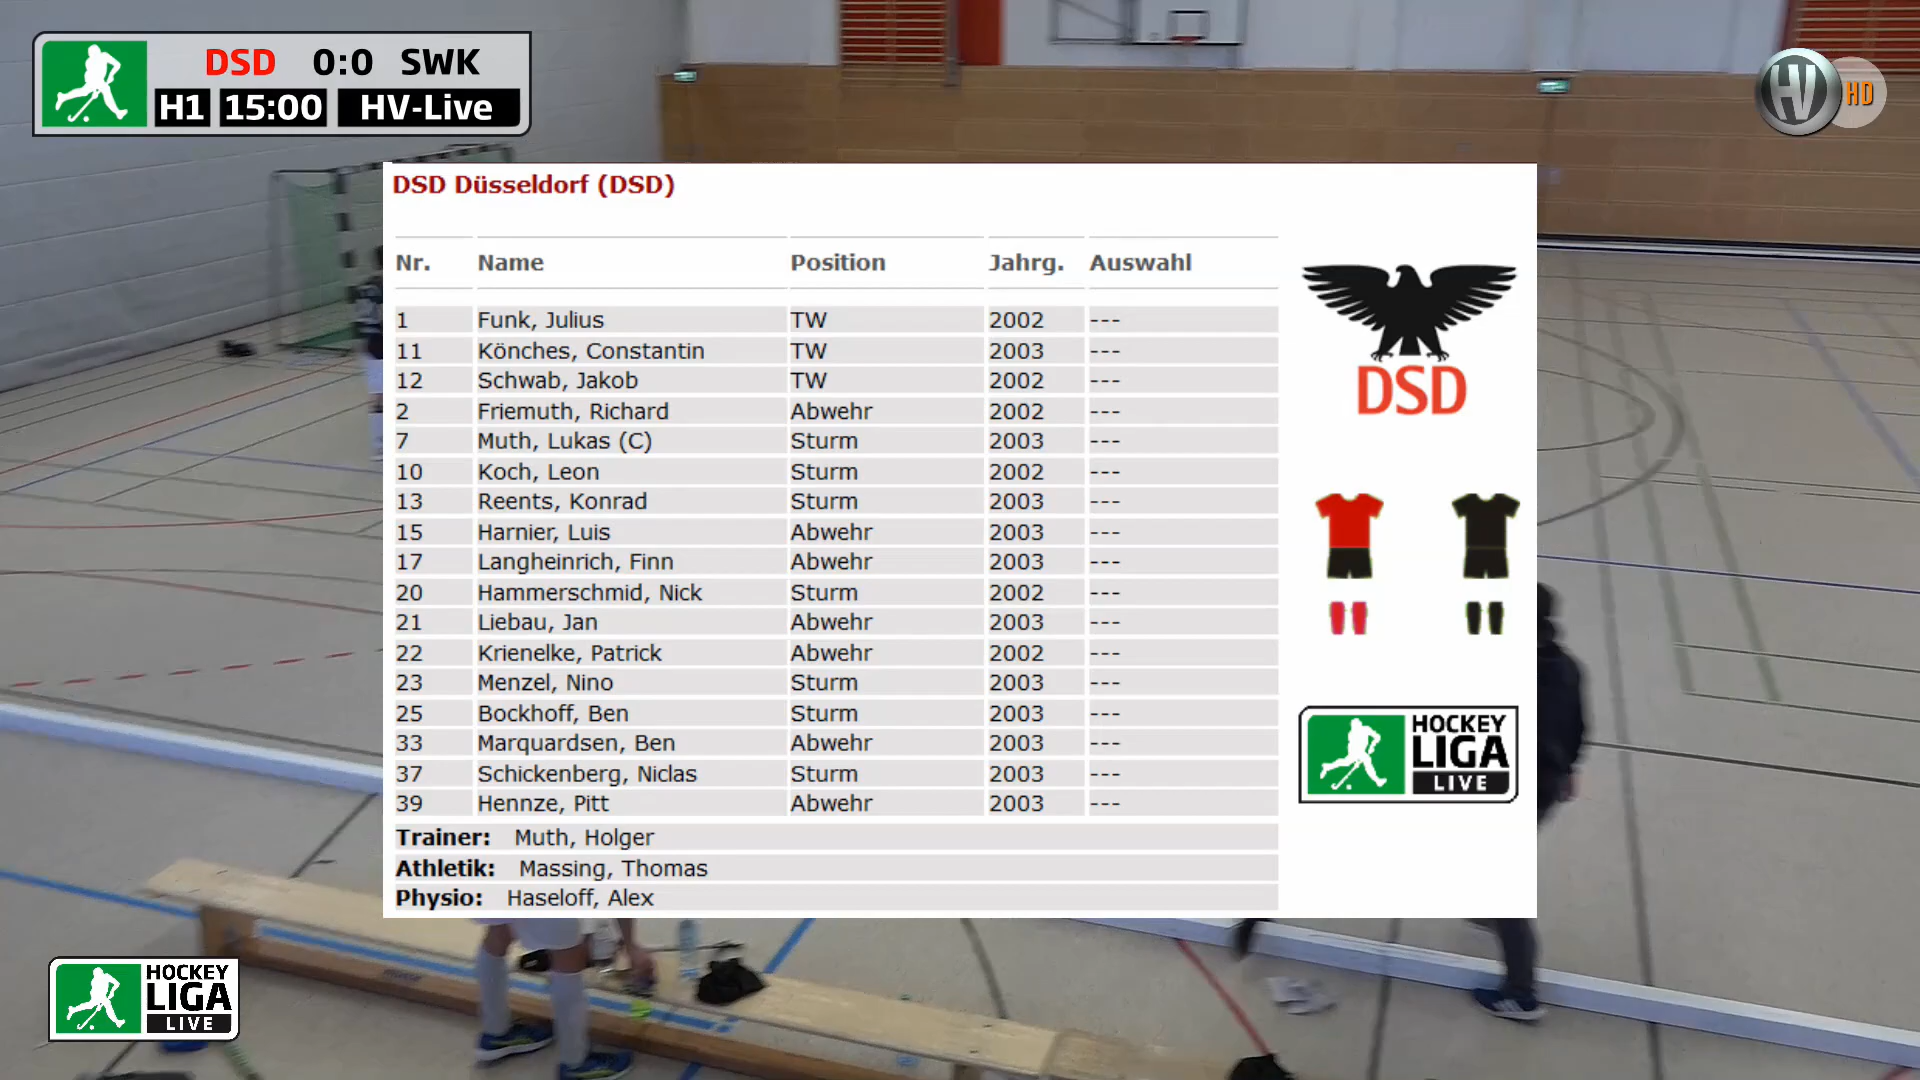 DSD 0:0 SWK
H1 15:00 HV-Live
HV HD
DSD Düsseldorf (DSD)
Nr. Name Position Jahrg. Auswahl
1 Funk, Julius TW 2002 ---
11 Könches, Constantin TW 2003 ---
12 Schwab, Jakob TW 2002 ---
2 Friemuth, Richard Abwehr 2002 ---
7 Muth, Lukas (C) Sturm 2003 ---
10 Koch, Leon Sturm 2002 ---
13 Reents, Konrad Sturm 2003 ---
15 Harnier, Luis Abwehr 2003 ---
17 Langheinrich, Finn Abwehr 2003 ---
20 Hammerschmid, Nick Sturm 2002 ---
21 Liebau, Jan Abwehr 2003 ---
22 Krienelke, Patrick Abwehr 2002 ---
23 Menzel, Nino Sturm 2003 ---
25 Bockhoff, Ben Sturm 2003 ---
33 Marquardsen, Ben Abwehr 2003 ---
37 Schickenberg, Niclas Sturm 2003 ---
39 Hennze, Pitt Abwehr 2003 ---
Trainer: Muth, Holger
Athletik: Massing, Thomas
Physio: Haseloff, Alex
DSD
HOCKEY
LIGA
LIVE
HOCKEY
LIGA
LIVE